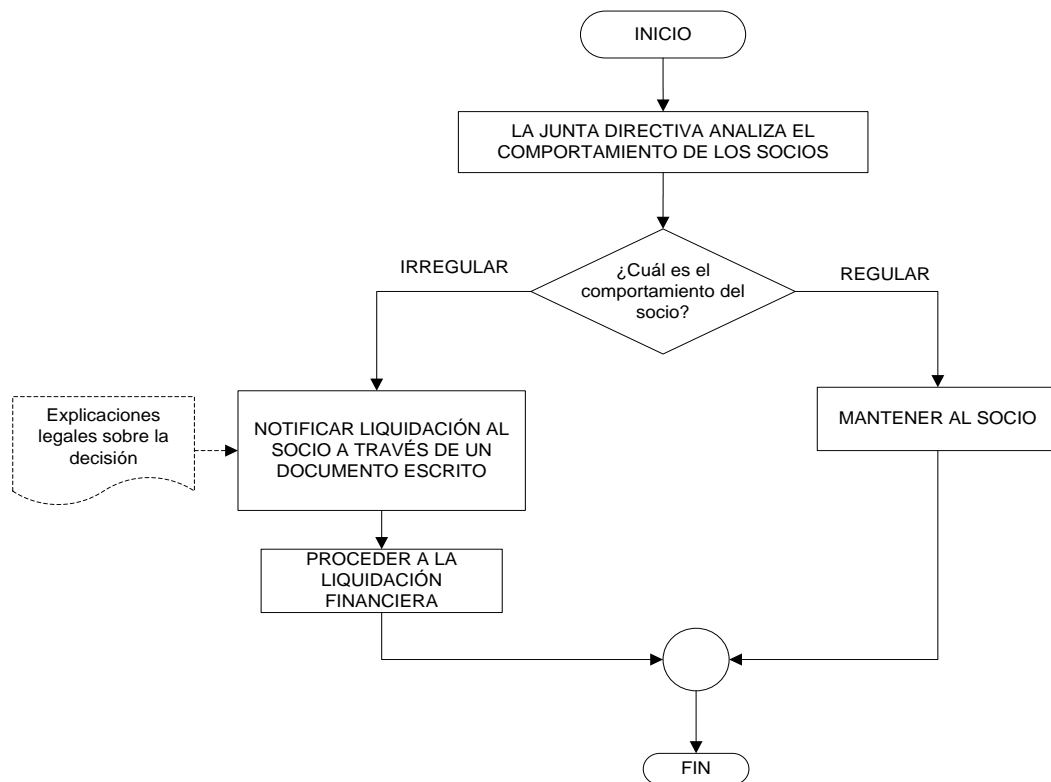 INICIO
LA JUNTA DIRECTIVA ANALIZA EL
COMPORTAMIENTO DE LOS SOCIOS
IRREGULAR
¿Cuál es el
comportamiento del
socio?
REGULAR
Explicaciones
legales sobre la
decisión
NOTIFICAR LIQUIDACIÓN AL
SOCIO A TRAVÉS DE UN
DOCUMENTO ESCRITO
MANTENER AL SOCIO
PROCEDER A LA
LIQUIDACIÓN
FINANCIERA
FIN